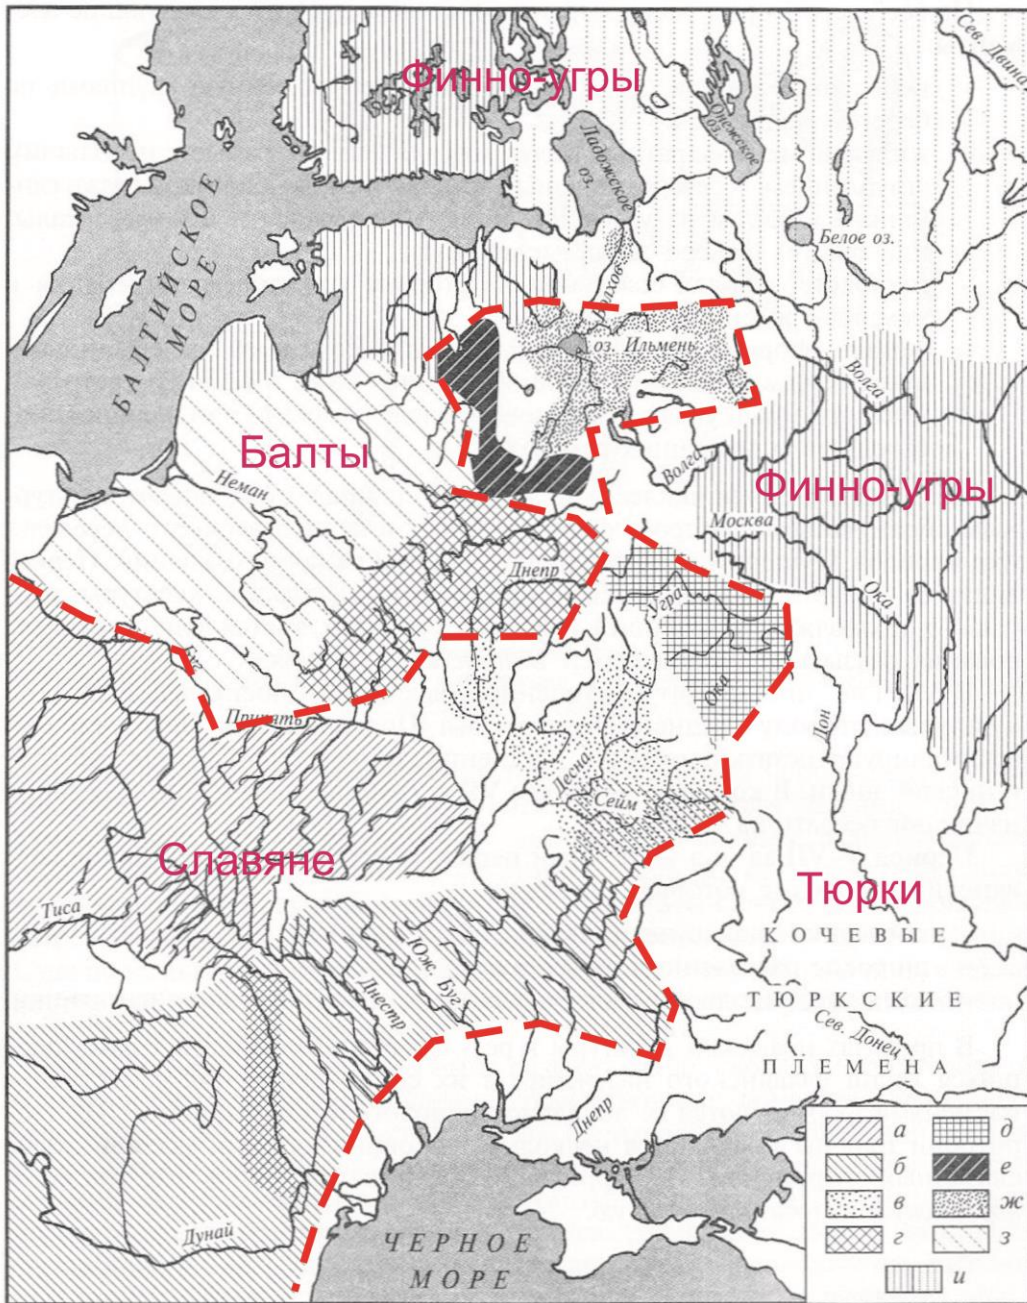 Финно-угры
Сев. Двина
Онежское
оз.
Ладожское
оз.
БАЛТИЙСКОЕ
МОРЕ
Белое оз.
Волхов
оз. Ильмень
Волга
Балты
Неман
Волга
Финно-угры
Москва
Днепр
Ока
Угра
Буг
Ока
Припять
Дон
Десна
Сейм
Славяне
Тюрки
Тиса
КОЧЕВЫЕ
Юж.
Буг
Днестр
ТЮРКСКИЕ
Сев. Донец
ПЛЕМЕНА
Днепр
Дунай
ЧЕРНОЕ
МОРЕ
а
б
в
г
д
е
ж
з
и